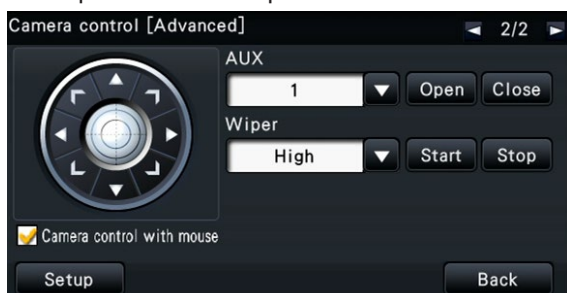 Camera control [Advanced]
2/2
AUX
1
Open
Close
Wiper
High
Start
Stop
Camera control with mouse
Setup
Back